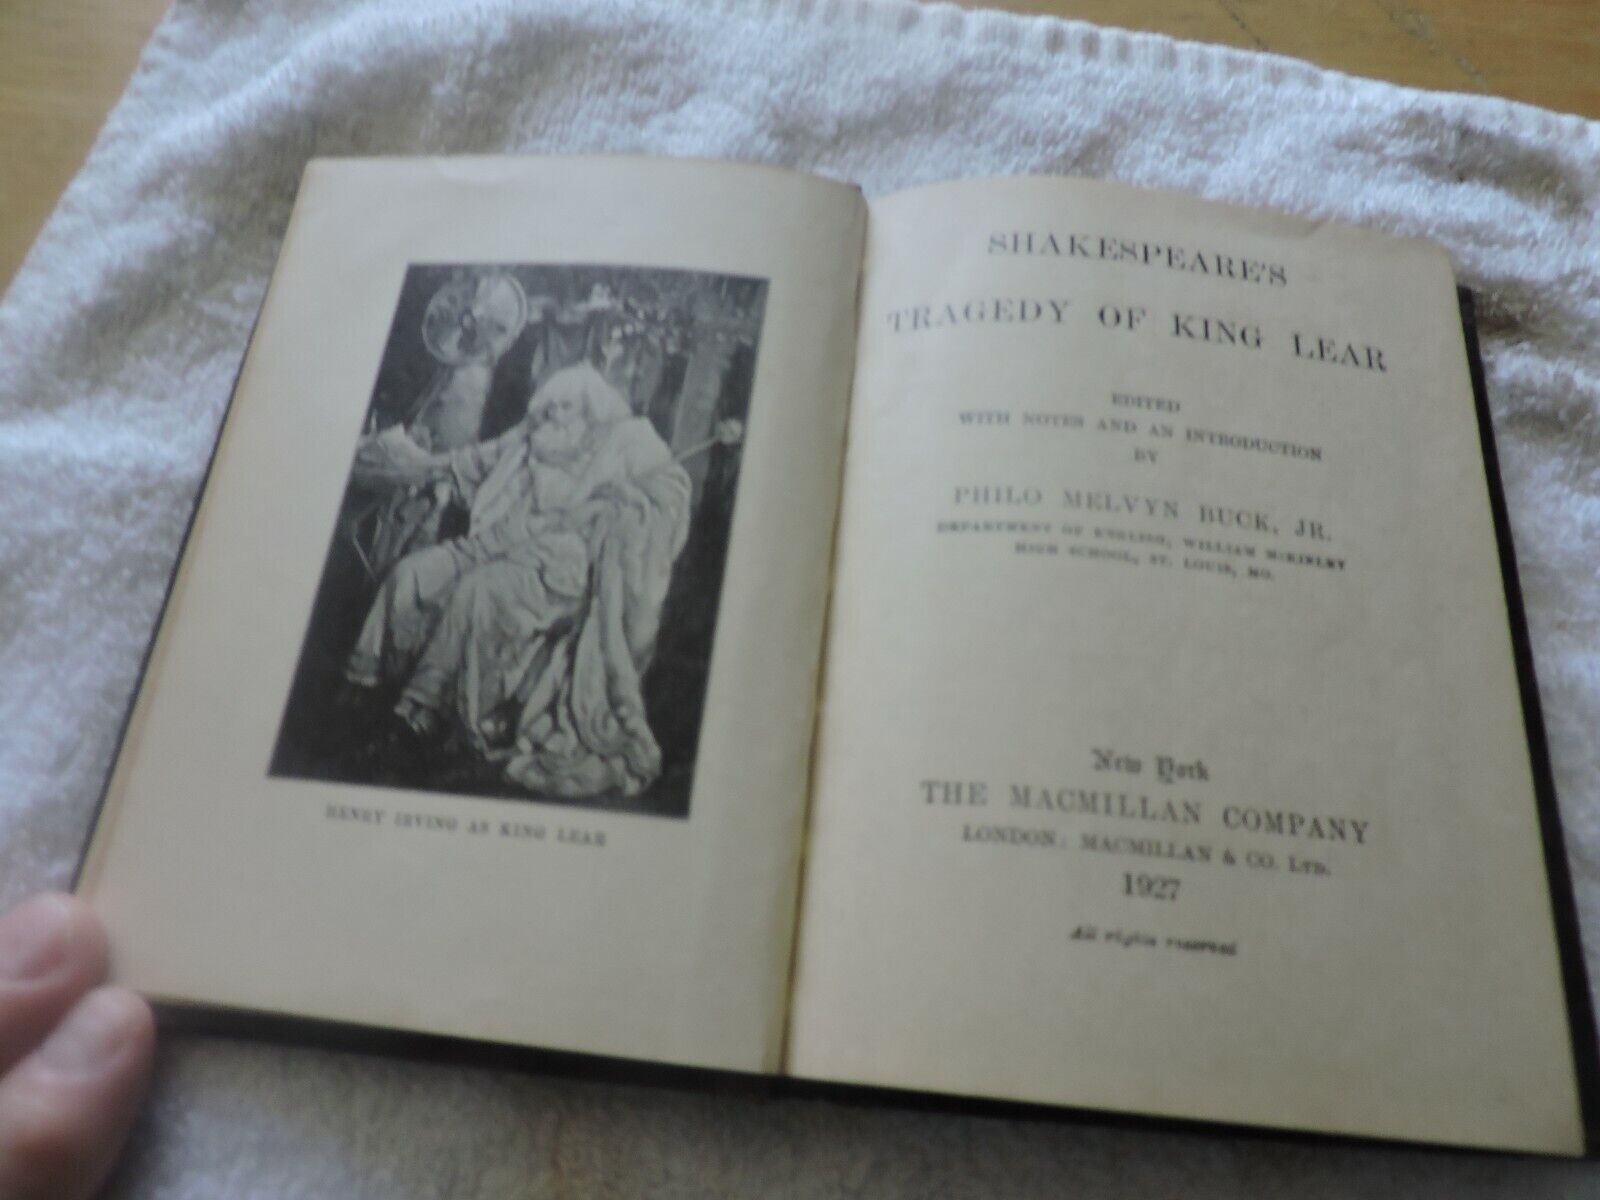 HENRY IRVING AS KING LEAR
SHAKESPEARE'S
TRAGEDY OF KING LEAR
EDITED
WITH NOTES AND AN INTRODUCTION
BY
PHILO MELVYN BUCK, JR.
DEPARTMENT OF ENGLISH, WILLIAM McKINLEY
HIGH SCHOOL, ST. LOUIS, MO.
New York
THE MACMILLAN COMPANY
LONDON: MACMILLAN & CO. LTD.
1927
All rights reserved